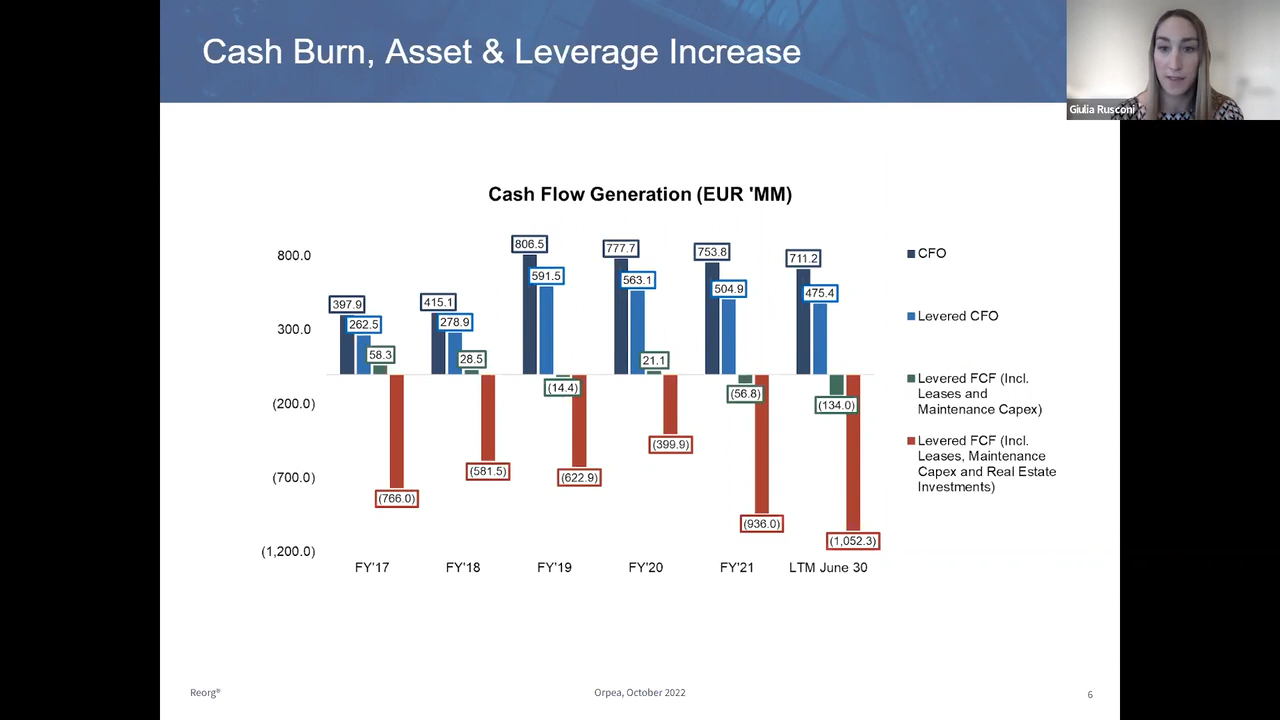 Cash Burn, Asset & Leverage Increase
Giulia Rusconi
Cash Flow Generation (EUR 'MM)
800.0
300.0
(200.0)
(700.0)
(1,200.0)
397.9
262.5
58.3
(766.0)
415.1
278.9
28.5
(581.5)
806.5
591.5
(14.4)
(622.9)
777.7
563.1
21.1
(399.9)
753.8
504.9
(56.8)
(936.0)
711.2
475.4
(134.0)
(1,052.3)
FY'17
FY'18
FY'19
FY'20
FY'21
LTM June 30
CFO
Levered CFO
Levered FCF (Incl.
Leases and
Maintenance Capex)
Levered FCF (Incl.
Leases, Maintenance
Capex and Real Estate
Investments)
Reorg®
Orpea, October 2022
6